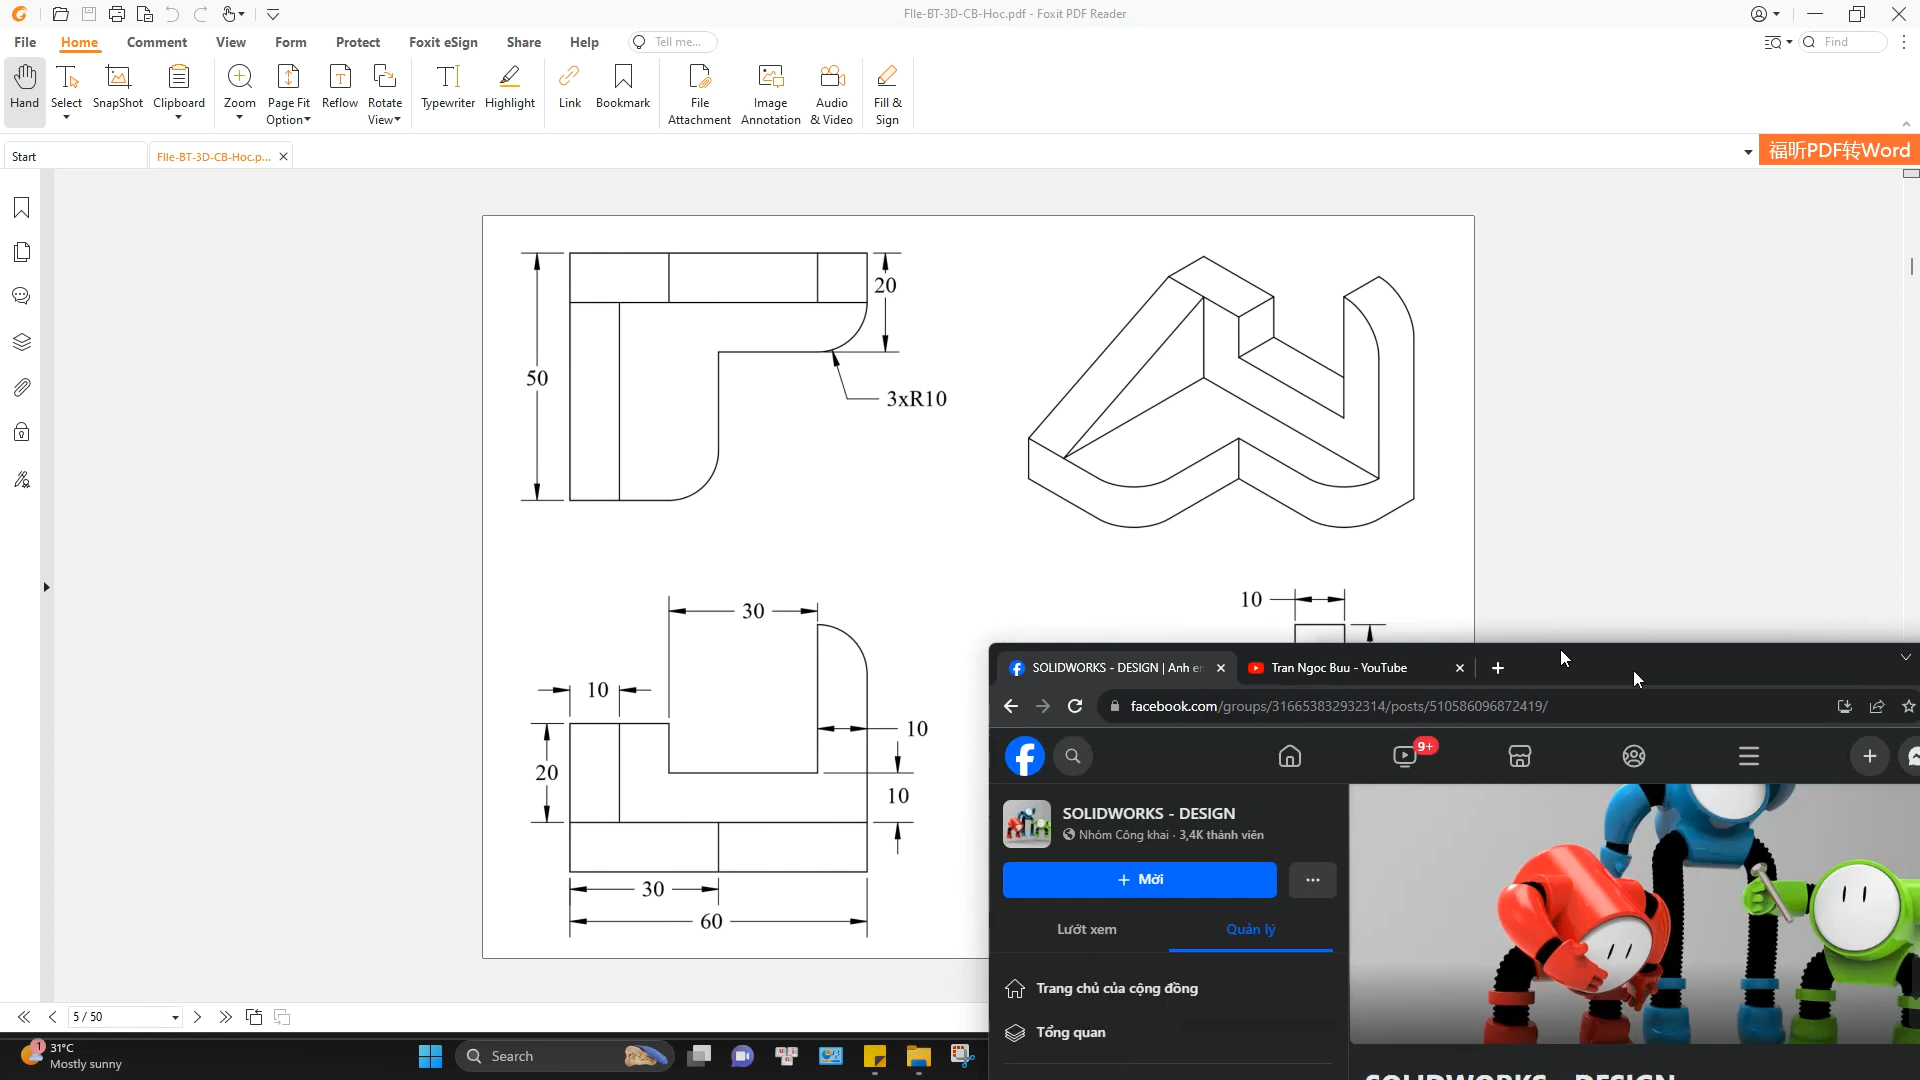 FIle-BT-3D-CB-Hoc.pdf - Foxit PDF Reader
File Home Comment View Form Protect Foxit eSign Share Help Tell me... Find
Hand Select SnapShot Clipboard Zoom Page Fit Option Reflow Rotate View Typewriter Highlight Link Bookmark File Attachment Image Annotation Audio & Video Fill & Sign
Start FIle-BT-3D-CB-Hoc.p... 福昕PDF转Word
20
50
3xR10
10
30
10
10
20
10
30
60
SOLIDWORKS - DESIGN | Anh e
Tran Ngoc Buu - YouTube
facebook.com/groups/316653832932314/posts/510586096872419/
9+
SOLIDWORKS - DESIGN
Nhóm Công khai · 3,4K thành viên
+ Mời
Lướt xem Quản lý
Trang chủ của cộng đồng
Tổng quan
SOLIDWORKS - DESIGN
5 / 50
1
31°C
Mostly sunny
Search